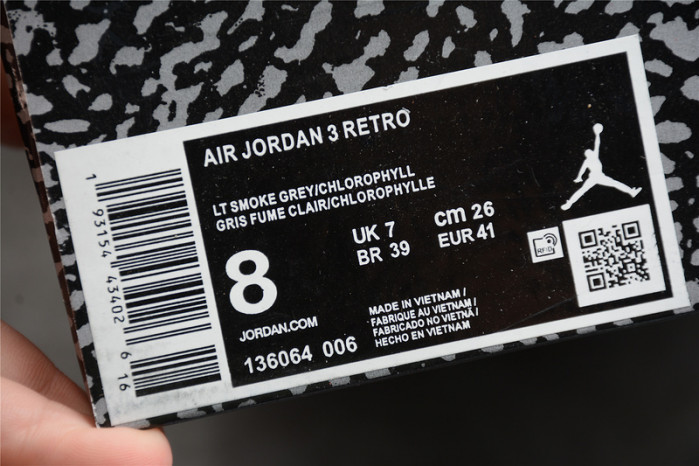 AIR JORDAN 3 RETRO
LT SMOKE GREY/CHLOROPHYLL
GRIS FUME CLAIR/CHLOROPHYLLE
8
UK 7
BR 39
cm 26
EUR 41
RFID
JORDAN.COM
136064 006
MADE IN VIETNAM /
FABRIQUE AU VIETNAM /
FABRICADO NO VIETNÃ /
HECHO EN VIETNAM
1 93154 43402 6 16